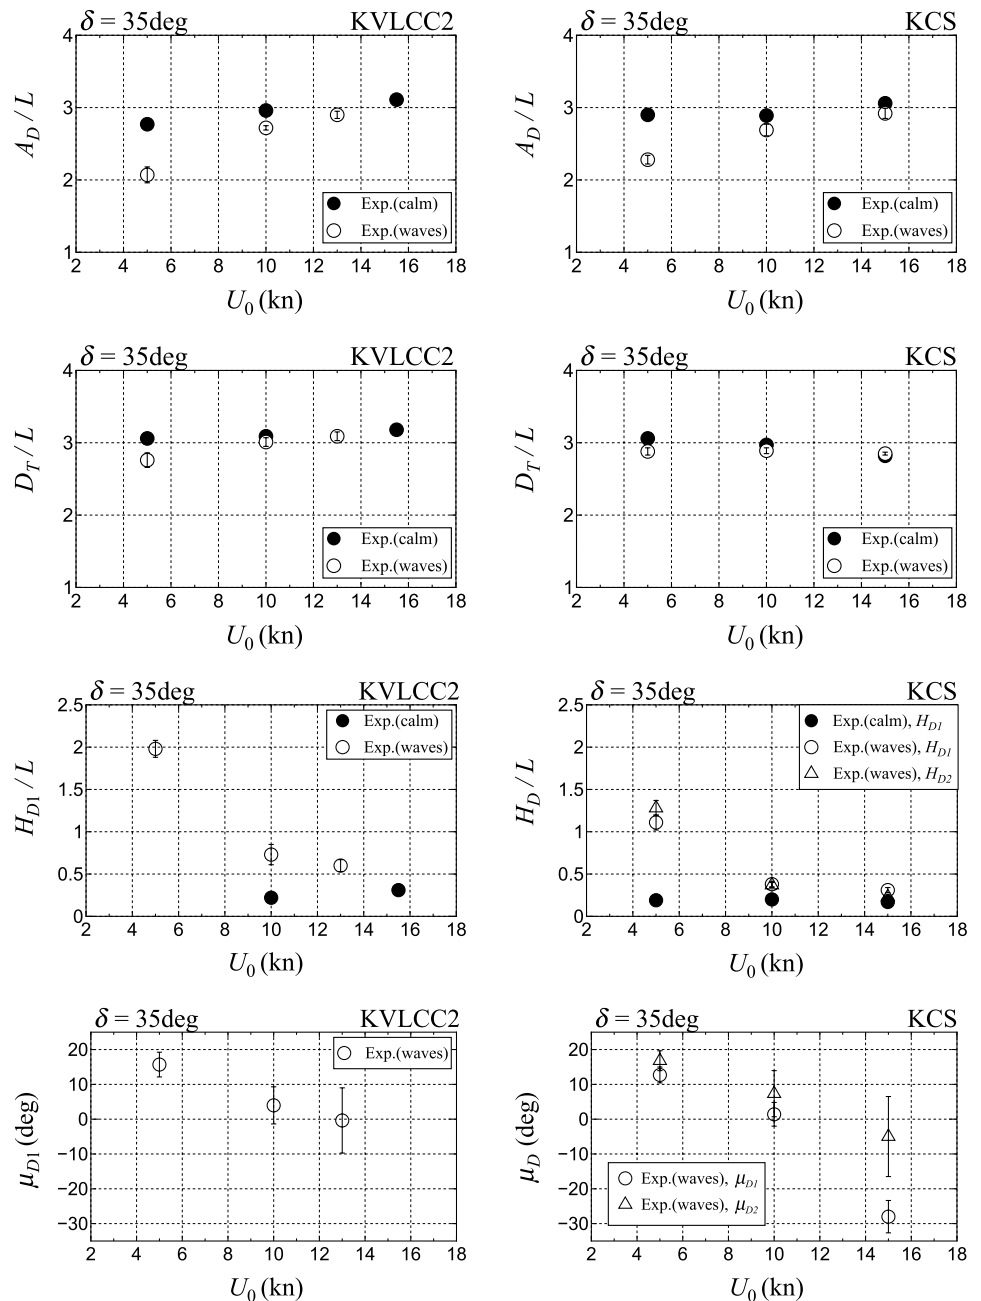 δ = 35deg KVLCC2
4
3
2
1
A_D / L
Exp.(calm)
Exp.(waves)
2 4 6 8 10 12 14 16 18
U_0 (kn)
δ = 35deg KCS
4
3
2
1
A_D / L
Exp.(calm)
Exp.(waves)
2 4 6 8 10 12 14 16 18
U_0 (kn)
δ = 35deg KVLCC2
4
3
2
1
D_T / L
Exp.(calm)
Exp.(waves)
2 4 6 8 10 12 14 16 18
U_0 (kn)
δ = 35deg KCS
4
3
2
1
D_T / L
Exp.(calm)
Exp.(waves)
2 4 6 8 10 12 14 16 18
U_0 (kn)
δ = 35deg KVLCC2
2.5
2
1.5
1
0.5
0
H_D1 / L
Exp.(calm)
Exp.(waves)
2 4 6 8 10 12 14 16 18
U_0 (kn)
δ = 35deg KCS
2.5
2
1.5
1
0.5
0
H_D / L
Exp.(calm), H_D1
Exp.(waves), H_D1
Exp.(waves), H_D2
2 4 6 8 10 12 14 16 18
U_0 (kn)
δ = 35deg KVLCC2
20
10
0
−10
−20
−30
μ_D1 (deg)
Exp.(waves)
2 4 6 8 10 12 14 16 18
U_0 (kn)
δ = 35deg KCS
20
10
0
−10
−20
−30
μ_D (deg)
Exp.(waves), μ_D1
Exp.(waves), μ_D2
2 4 6 8 10 12 14 16 18
U_0 (kn)